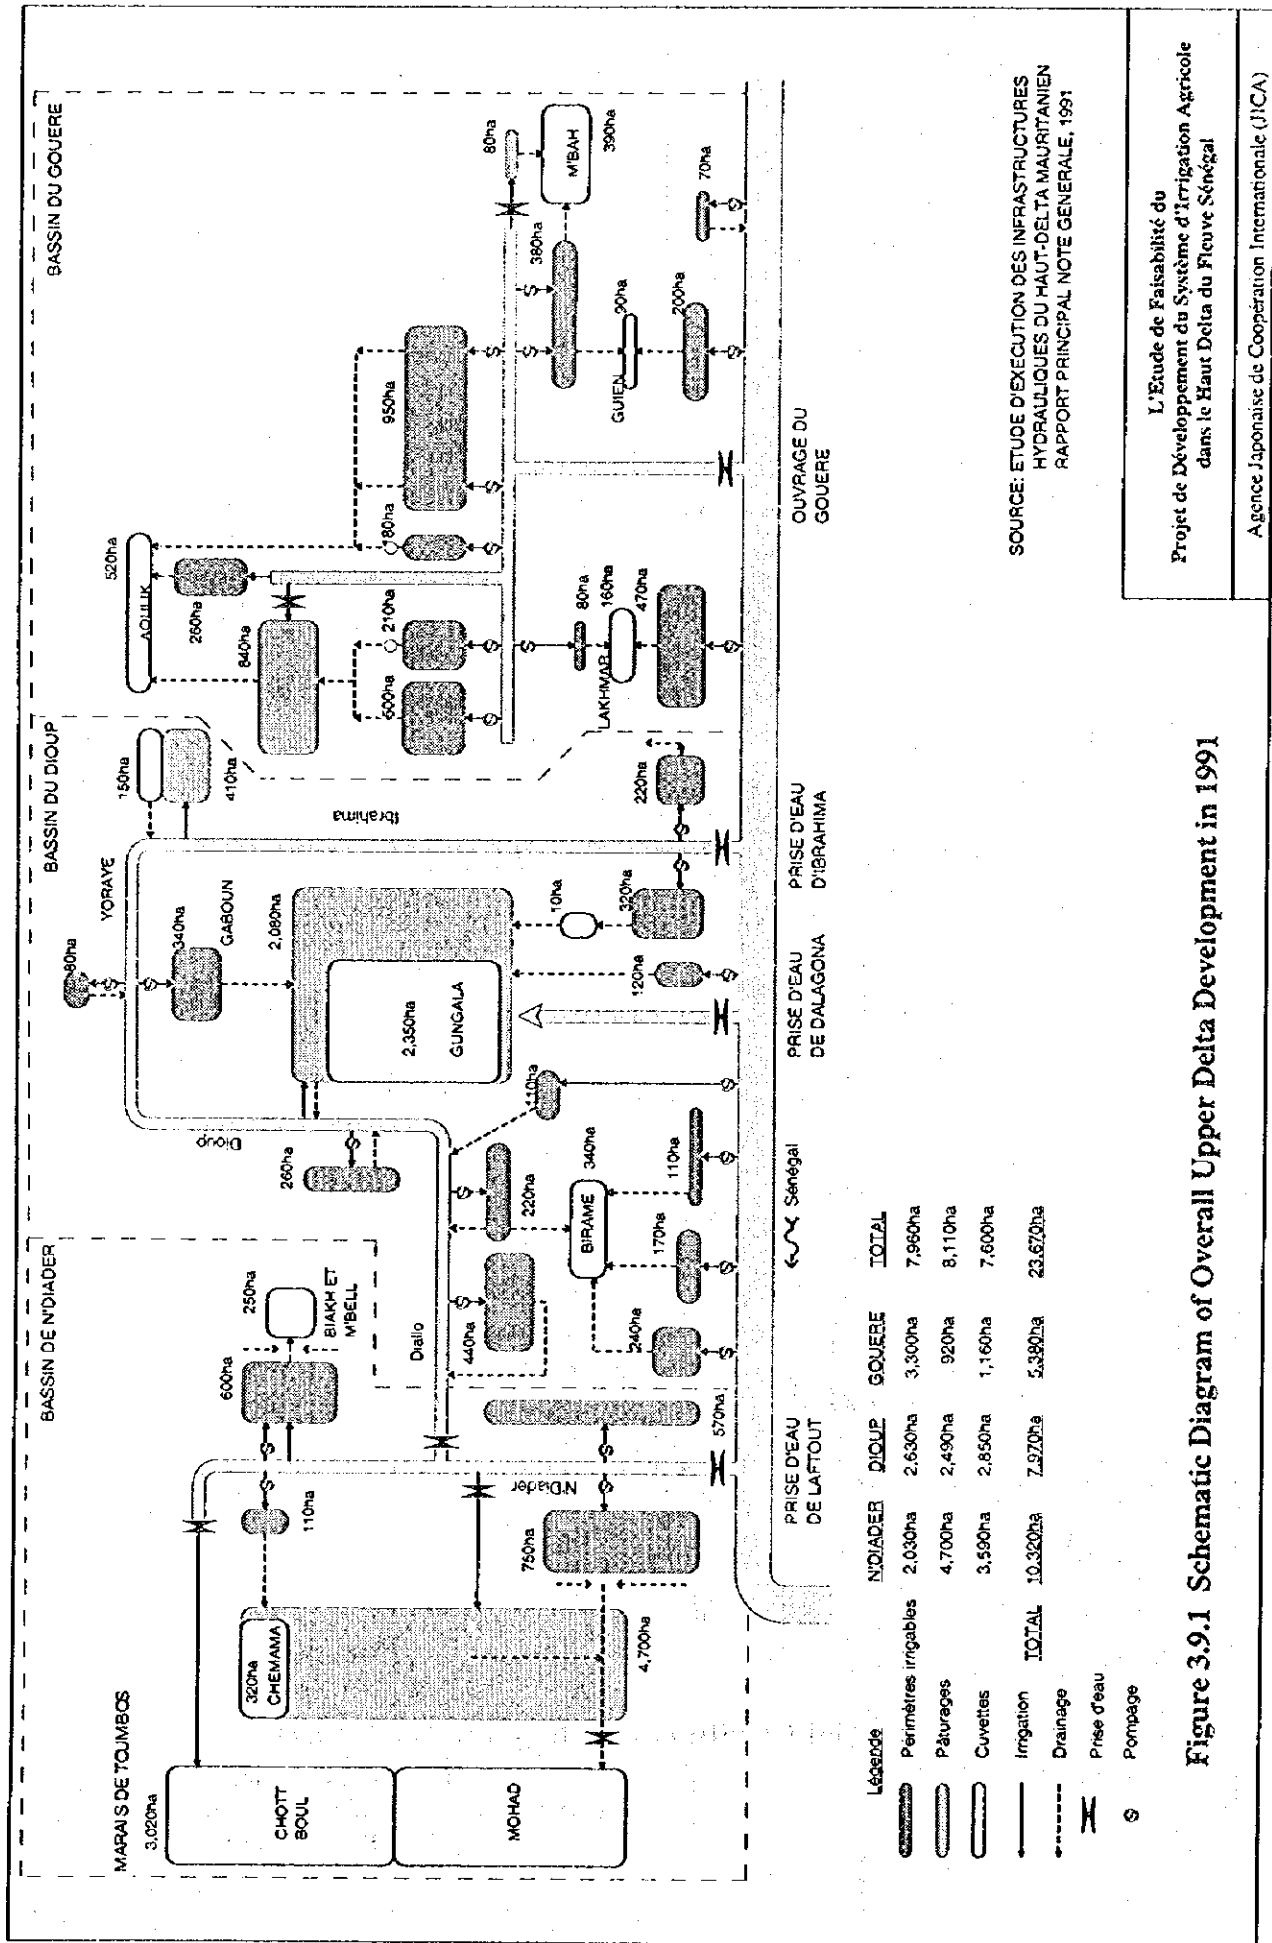 BASSIN DE N'DIADER
BASSIN DU DIOUP
BASSIN DU GOUERE
MARAIS DE TOUMBOS
3,020ha
CHOTT
BOUL
MOHAD
320ha
CHEMAMA
4,700ha
110ha
600ha
250ha
BIAKH ET
M'BELL
750ha
N'Diader
570ha
Diallo
440ha
240ha
220ha
BIRAME
340ha
170ha
110ha
110ha
260ha
Dioup
80ha
YORAYE
340ha
GABOUN
2,080ha
2,350ha
GUNGALA
120ha
10ha
320ha
220ha
Ibrahima
150ha
410ha
AOULIK
520ha
840ha
260ha
600ha
210ha
180ha
950ha
LAKHMAR
80ha
160ha
470ha
380ha
GUIEN
90ha
200ha
80ha
M'BAH
390ha
70ha
PRISE D'EAU
DE LAFTOUT
Sénégal
PRISE D'EAU
DE DALAGONA
PRISE D'EAU
D'IBRAHIMA
OUVRAGE DU
GOUERE
Légende
N'DIADER DIOUP GOUERE TOTAL
Périmètres irrigables 2,030ha 2,630ha 3,300ha 7,960ha
Pâturages 4,700ha 2,490ha 920ha 8,110ha
Cuvettes 3,590ha 2,850ha 1,160ha 7,600ha
Irrigation
TOTAL 10,320ha 7,970ha 5,380ha 23,670ha
Drainage
Prise d'eau
Pompage
SOURCE: ETUDE D'EXECUTION DES INFRASTRUCTURES
HYDRAULIQUES DU HAUT-DELTA MAURITANIEN
RAPPORT PRINCIPAL NOTE GENERALE, 1991
Figure 3.9.1 Schematic Diagram of Overall Upper Delta Development in 1991
L'Etude de Faisabilité du
Projet de Développement du Système d'Irrigation Agricole
dans le Haut Delta du Fleuve Sénégal
Agence Japonaise de Coopération Internationale (JICA)